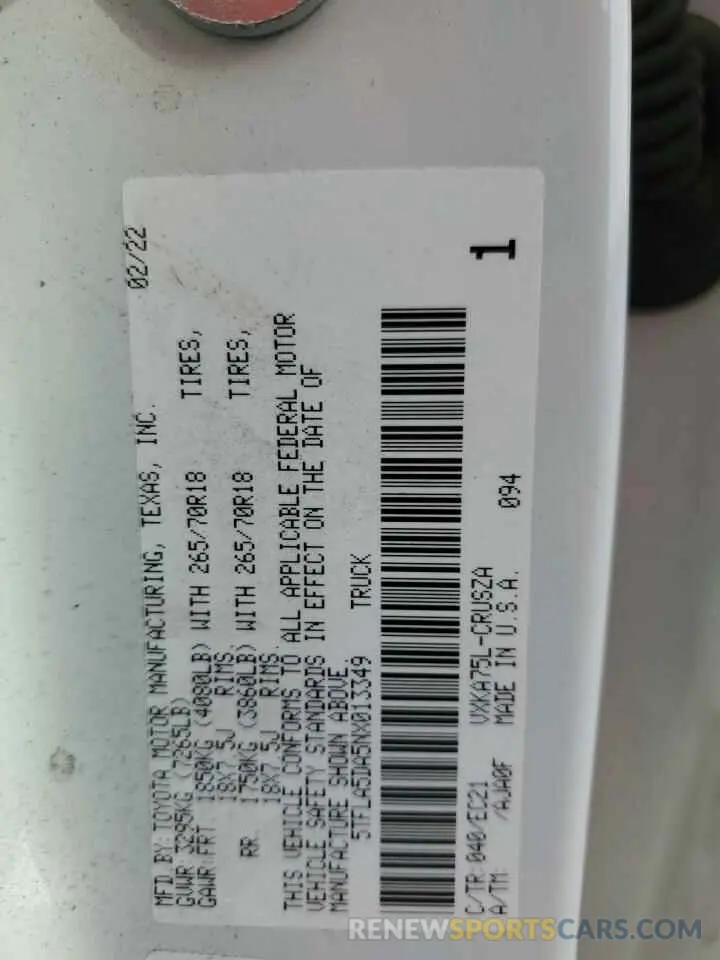 MFD BY: TOYOTA MOTOR MANUFACTURING, TEXAS, INC. 02/22
GVWR: 3295KG (7265LB)
GAWR: FRT 1850KG (4080LB) WITH 265/70R18 TIRES,
18X7.5J RIMS.
RR 1750KG (3860LB) WITH 265/70R18 TIRES,
18X7.5J RIMS.
THIS VEHICLE CONFORMS TO ALL APPLICABLE FEDERAL MOTOR
VEHICLE SAFETY STANDARDS IN EFFECT ON THE DATE OF
MANUFACTURE SHOWN ABOVE.
5TFLA5DA5NX013349 TRUCK
C/TR: 040/EC21 VXKA75L-CRUSZA 1
A/TM: /AJA0F MADE IN U.S.A. 094
RENEWSPORTSCARS.COM